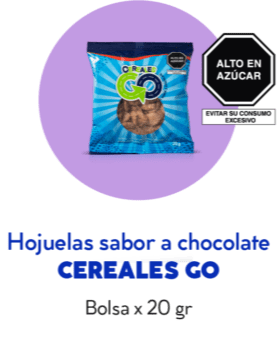 ALTO EN
AZÚCAR
EVITAR SU CONSUMO
EXCESIVO
GO
Hojuelas sabor a chocolate
CEREALES GO
Bolsa x 20 gr